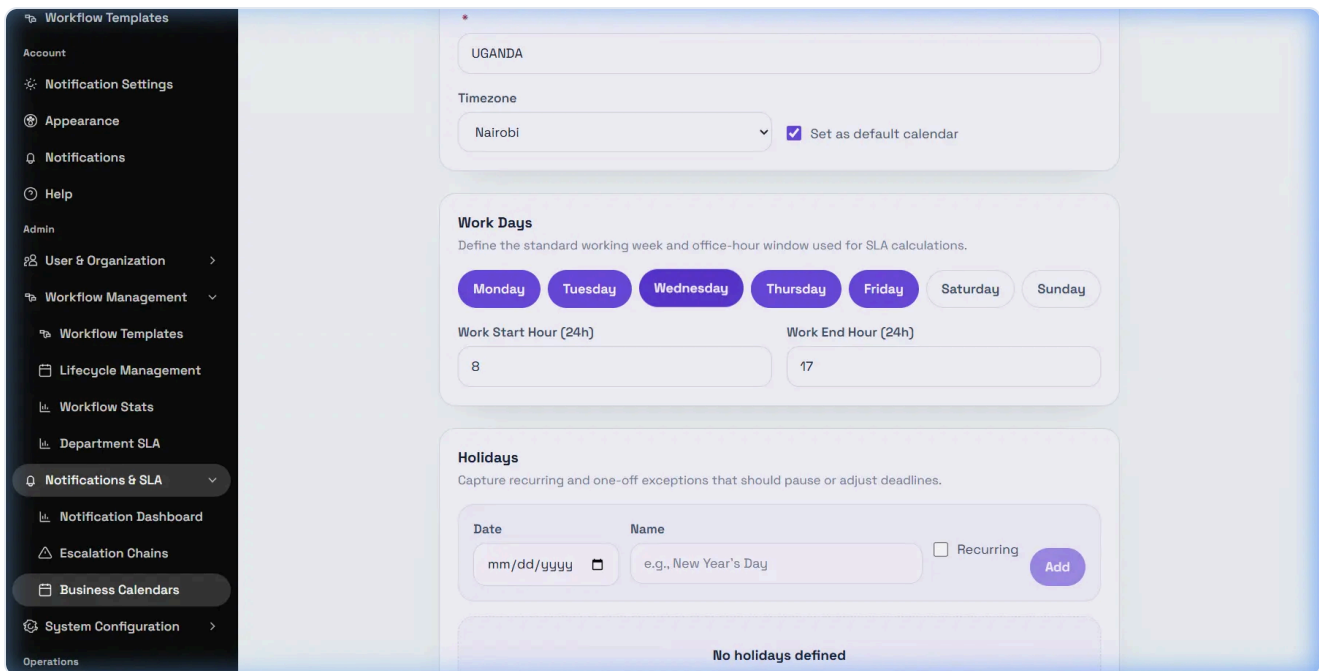 Workflow Templates
Account
Notification Settings
Appearance
Notifications
Help
Admin
User & Organization
Workflow Management
Workflow Templates
Lifecycle Management
Workflow Stats
Department SLA
Notifications & SLA
Notification Dashboard
Escalation Chains
Business Calendars
System Configuration
Operations
*
UGANDA
Timezone
Nairobi
Set as default calendar
Work Days
Define the standard working week and office-hour window used for SLA calculations.
Monday Tuesday Wednesday Thursday Friday Saturday Sunday
Work Start Hour (24h) Work End Hour (24h)
8 17
Holidays
Capture recurring and one-off exceptions that should pause or adjust deadlines.
Date Name
mm/dd/yyyy e.g., New Year's Day Recurring Add
No holidays defined